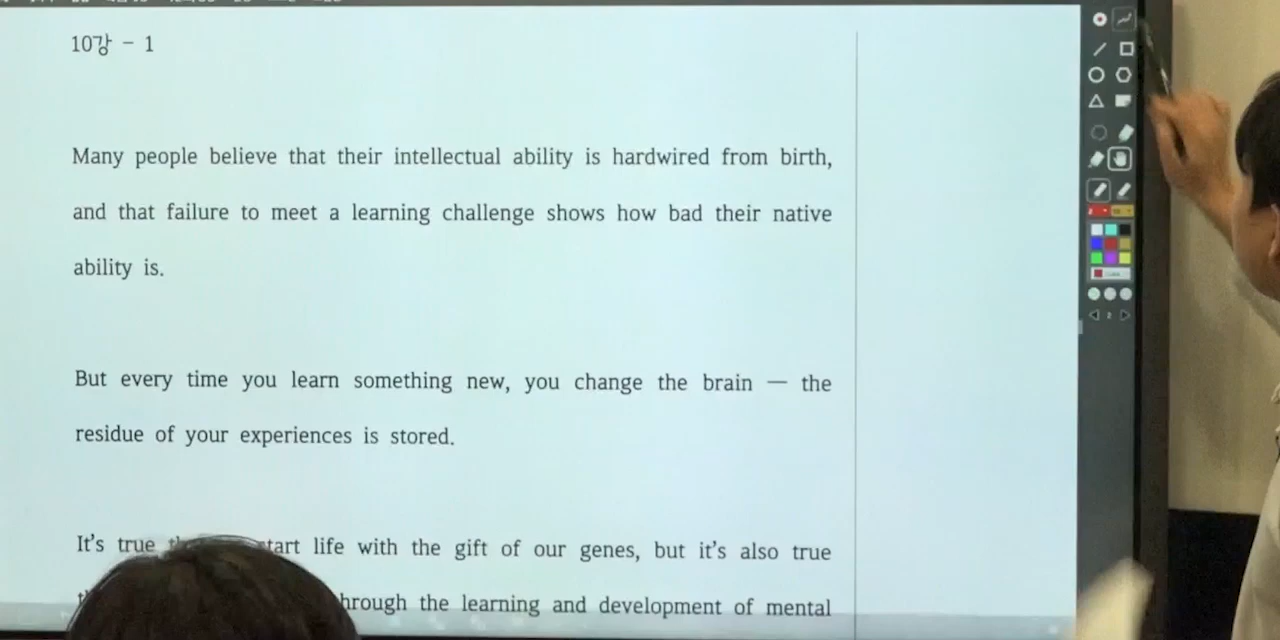 10강 - 1
Many people believe that their intellectual ability is hardwired from birth,
and that failure to meet a learning challenge shows how bad their native
ability is.
But every time you learn something new, you change the brain — the
residue of your experiences is stored.
It's true life with the gift of our genes, but it's also true
through the learning and development of mental
2